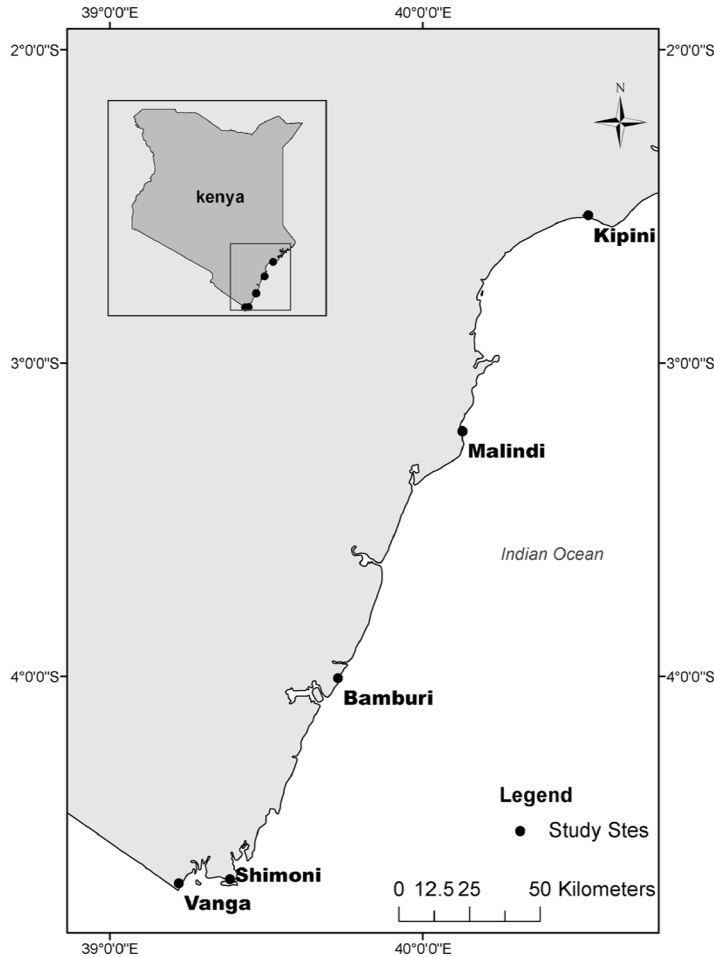 39°0'0"E 40°0'0"E
2°0'0"S 2°0'0"S
N
kenya
Kipini
3°0'0"S 3°0'0"S
Malindi
Indian Ocean
4°0'0"S 4°0'0"S
Bamburi
Legend
Study Stes
Shimoni
Vanga
0 12.5 25 50 Kilometers
39°0'0"E 40°0'0"E